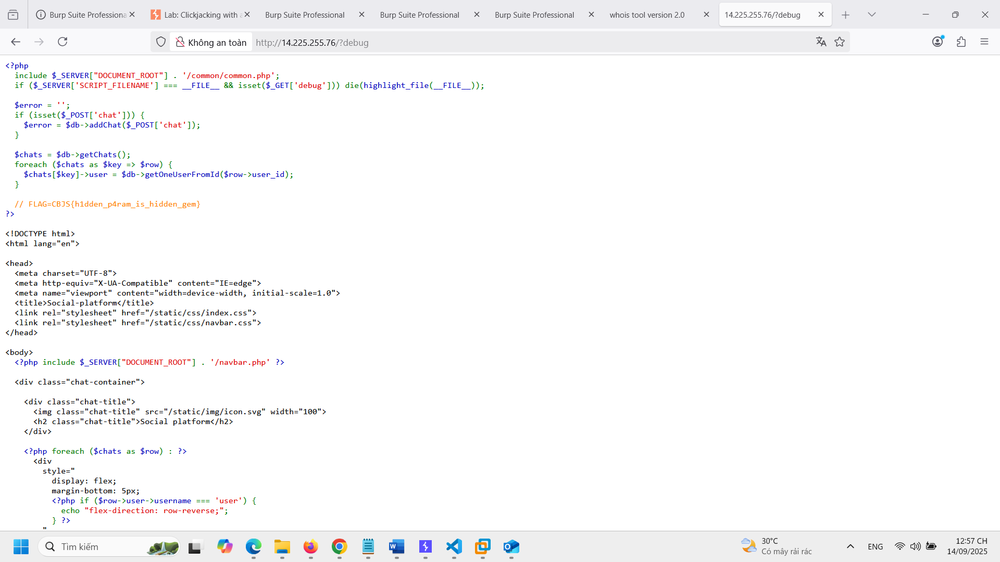 Burp Suite Professiona
Lab: Clickjacking with a
Burp Suite Professional
Burp Suite Professional
Burp Suite Professional
whois tool version 2.0
14.225.255.76/?debug
Không an toàn
http://14.225.255.76/?debug
<?php
  include $_SERVER["DOCUMENT_ROOT"] . '/common/common.php';
  if ($_SERVER['SCRIPT_FILENAME'] === __FILE__ && isset($_GET['debug'])) die(highlight_file(__FILE__));
  $error = '';
  if (isset($_POST['chat'])) {
    $error = $db->addChat($_POST['chat']);
  }
  $chats = $db->getChats();
  foreach ($chats as $key => $row) {
    $chats[$key]->user = $db->getOneUserFromId($row->user_id);
  }
  // FLAG=CBJS{h1dden_p4ram_is_hidden_gem}
?>
<!DOCTYPE html>
<html lang="en">
<head>
  <meta charset="UTF-8">
  <meta http-equiv="X-UA-Compatible" content="IE=edge">
  <meta name="viewport" content="width=device-width, initial-scale=1.0">
  <title>Social-platform</title>
  <link rel="stylesheet" href="/static/css/index.css">
  <link rel="stylesheet" href="/static/css/navbar.css">
</head>
<body>
  <?php include $_SERVER["DOCUMENT_ROOT"] . '/navbar.php' ?>
  <div class="chat-container">
    <div class="chat-title">
      <img class="chat-title" src="/static/img/icon.svg" width="100">
      <h2 class="chat-title">Social platform</h2>
    </div>
    <?php foreach ($chats as $row) : ?>
      <div
        style="
          display: flex;
          margin-bottom: 5px;
          <?php if ($row->user->username === 'user') {
            echo "flex-direction: row-reverse;";
          } ?>
        "
Tìm kiếm
30°C
Có mây rải rác
ENG
12:57 CH
14/09/2025